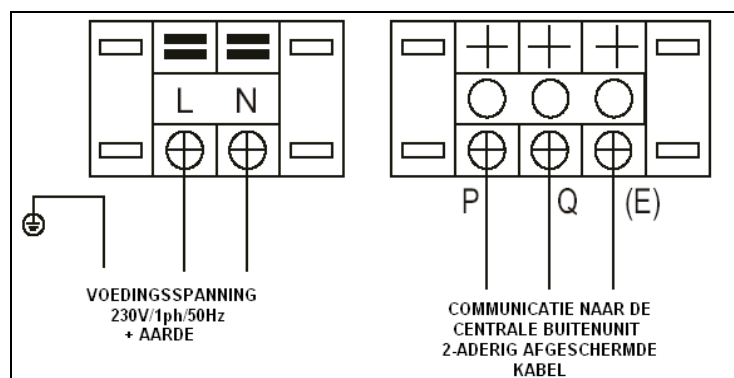 L N
P Q (E)
VOEDINGSSPANNING
230V/1ph/50Hz
+ AARDE
COMMUNICATIE NAAR DE
CENTRALE BUITENUNIT
2-ADERIG AFGESCHERMDE
KABEL